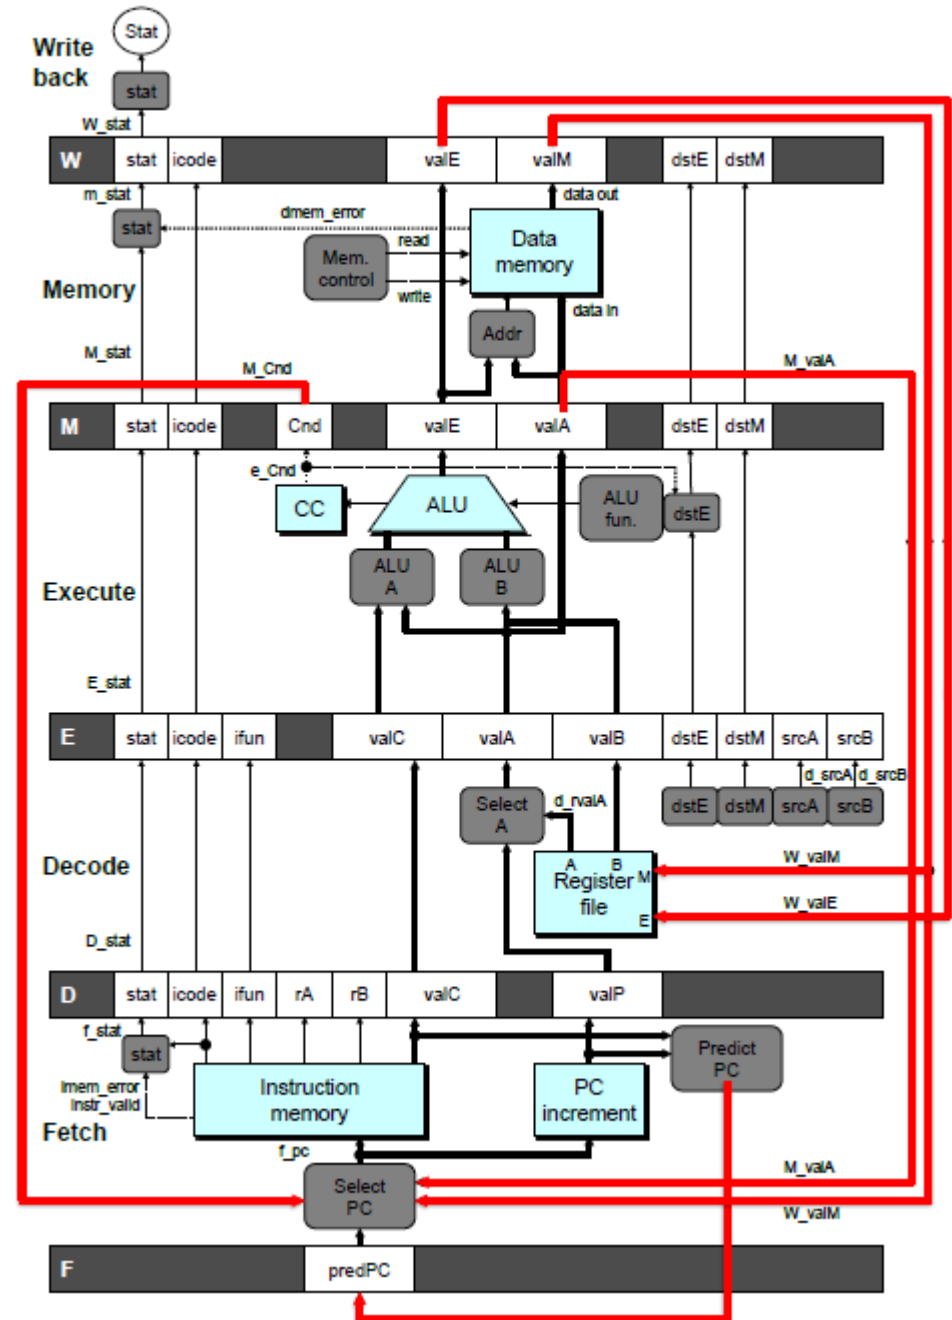 Stat
Write
back
stat
W_stat
W stat icode valE valM dstE dstM
m_stat
data out
dmem_error
stat
read
Mem.
control
Data
memory
write
Memory
data in
Addr
M_stat
M_Cnd
M_valA
M stat icode Cnd valE valA dstE dstM
e_Cnd
CC
ALU
ALU
fun.
dstE
ALU
A
ALU
B
Execute
E_stat
E stat icode ifun valC valA valB dstE dstM srcA srcB
d_srcA d_srcB
Select
A
d_rvalA
dstE dstM srcA srcB
Decode
A B
M
Register
file
E
W_valM
W_valE
D_stat
D stat icode ifun rA rB valC valP
f_stat
stat
Predict
PC
Imem_error
Instr_valid
Instruction
memory
PC
increment
Fetch
f_pc
M_valA
Select
PC
W_valM
F predPC